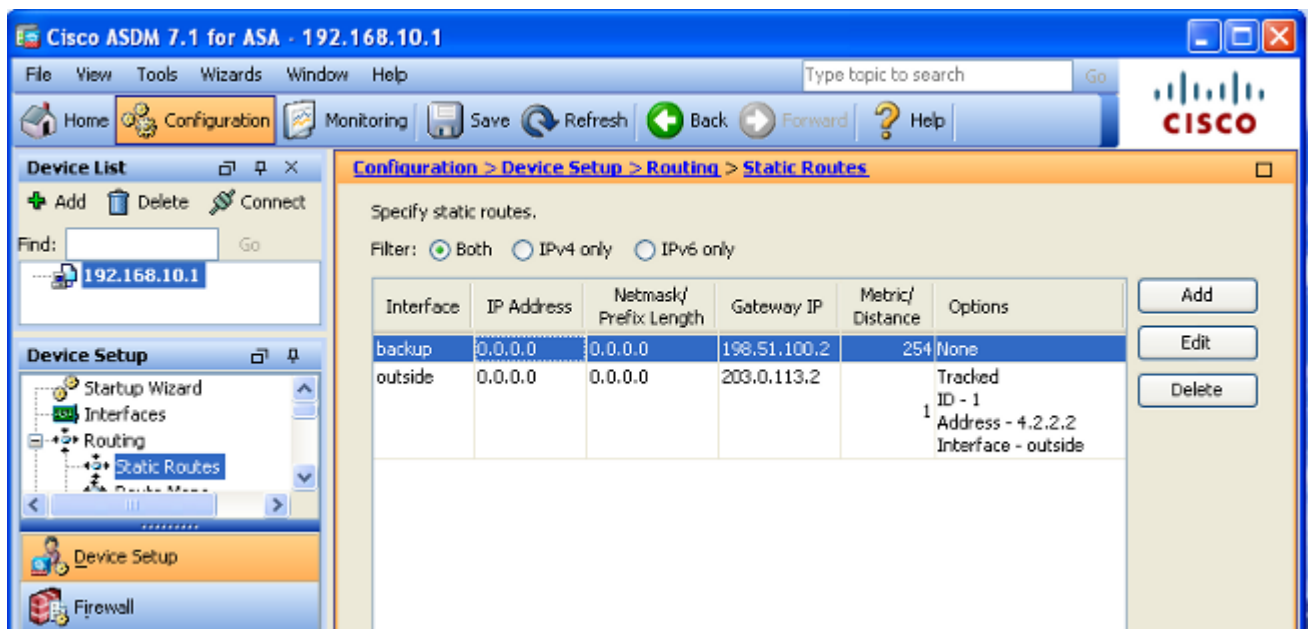 Cisco ASDM 7.1 for ASA - 192.168.10.1
File View Tools Wizards Window Help
Type topic to search Go
Home Configuration Monitoring Save Refresh Back Forward Help
CISCO
Device List
Add Delete Connect
Find: Go
192.168.10.1
Device Setup
Startup Wizard
Interfaces
Routing
Static Routes
Device Setup
Firewall
Configuration > Device Setup > Routing > Static Routes
Specify static routes.
Filter: Both IPv4 only IPv6 only
Interface IP Address Netmask/ Prefix Length Gateway IP Metric/ Distance Options
backup 0.0.0.0 0.0.0.0 198.51.100.2 254 None
outside 0.0.0.0 0.0.0.0 203.0.113.2 1 Tracked
ID - 1
Address - 4.2.2.2
Interface - outside
Add
Edit
Delete